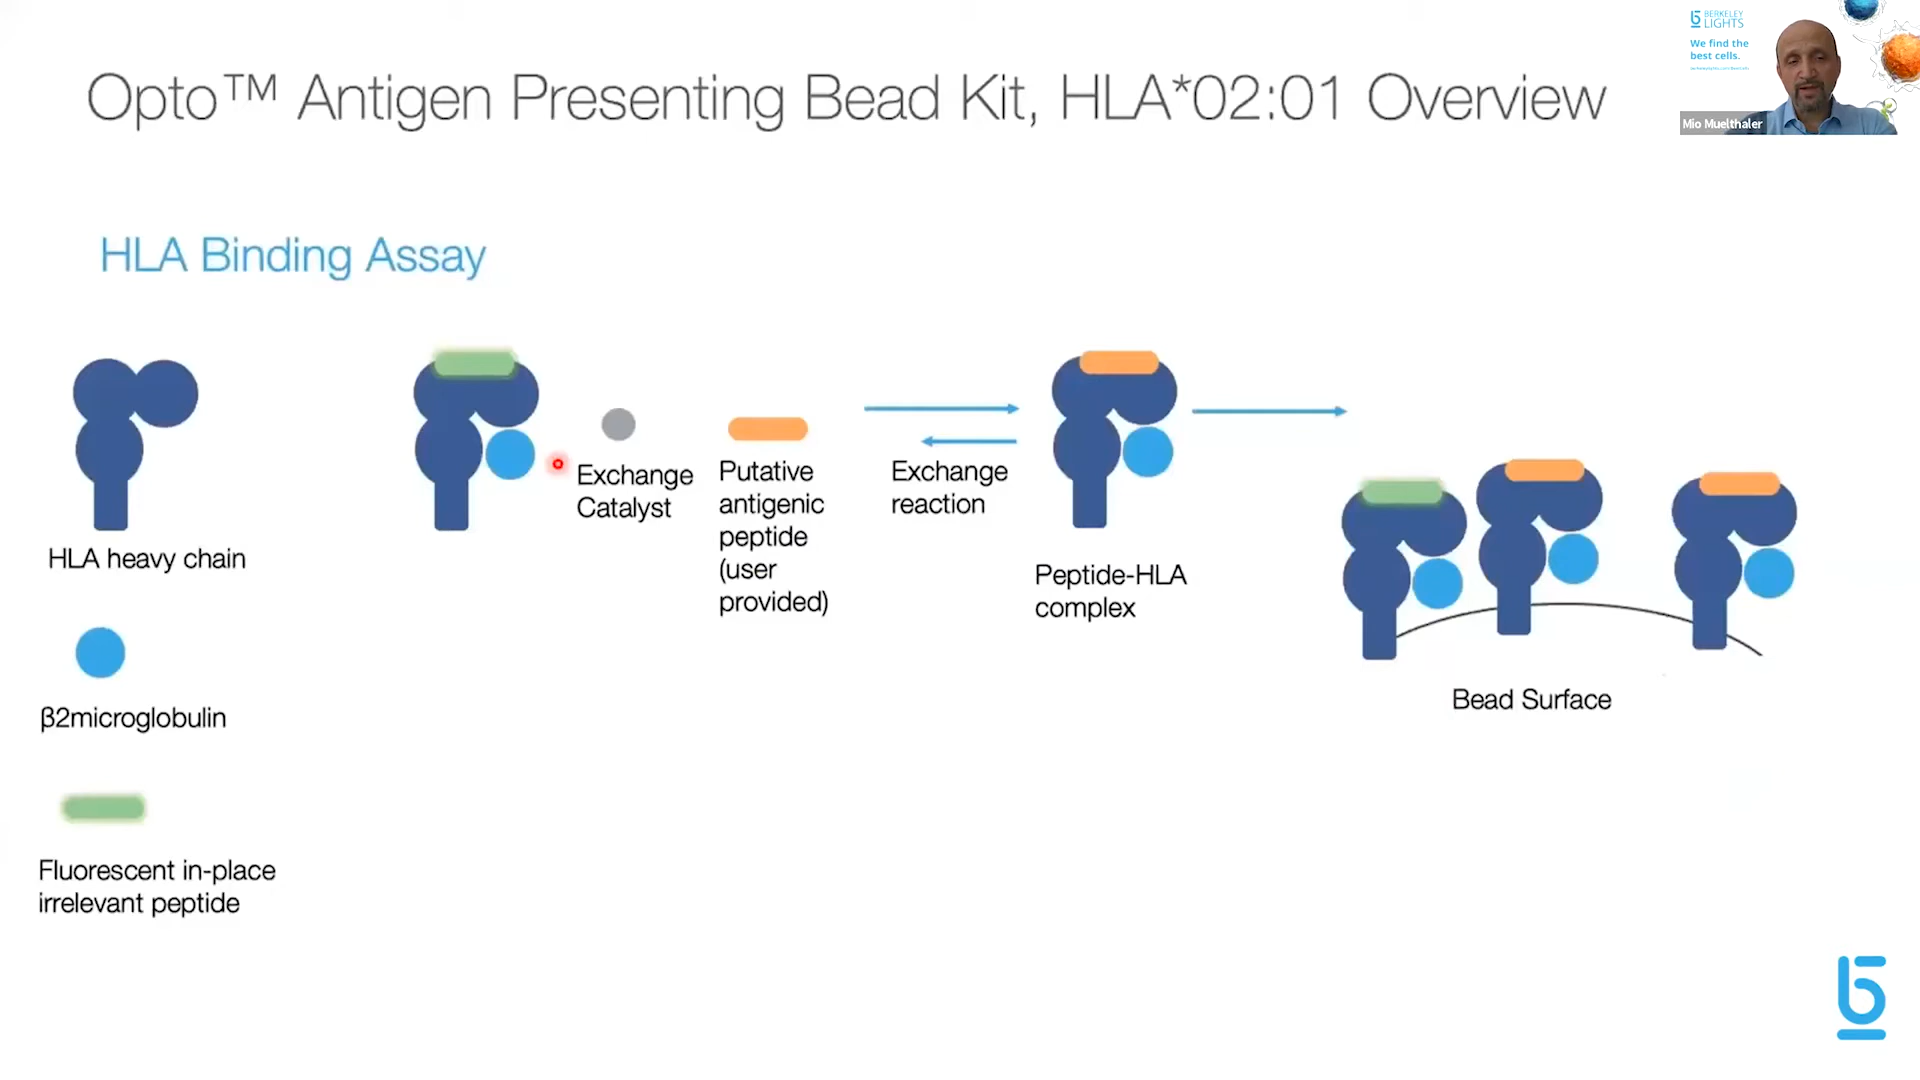 Opto™ Antigen Presenting Bead Kit, HLA*02:01 Overview
BERKELEY
LIGHTS
We find the
best cells.
Mio Muelthaler
HLA Binding Assay
HLA heavy chain
β2microglobulin
Fluorescent in-place
irrelevant peptide
Exchange
Catalyst
Putative
antigenic
peptide
(user
provided)
Exchange
reaction
Peptide-HLA
complex
Bead Surface